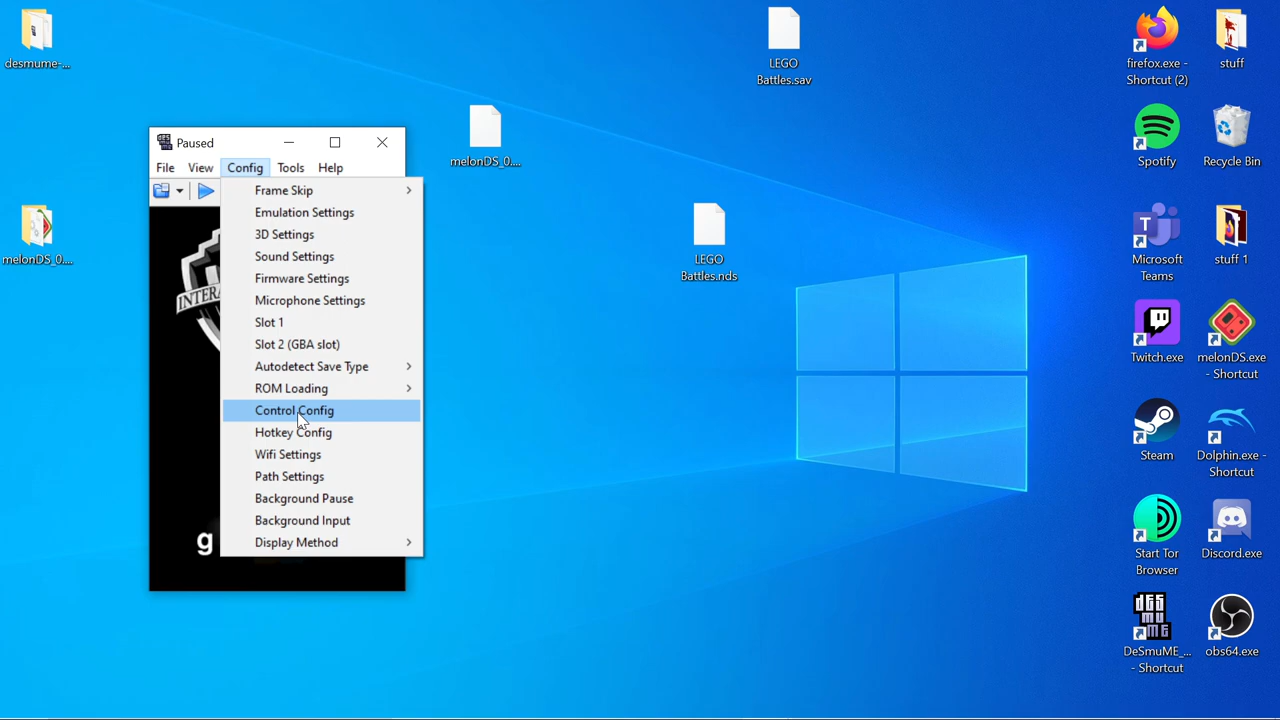 desmume-...
LEGO
Battles.sav
firefox.exe -
Shortcut (2)
stuff
melonDS_0....
Paused
File View Config Tools Help
Spotify
Recycle Bin
INTER
Frame Skip
Emulation Settings
3D Settings
Sound Settings
Firmware Settings
Microphone Settings
Slot 1
Slot 2 (GBA slot)
Autodetect Save Type
ROM Loading
Control Config
Hotkey Config
Wifi Settings
Path Settings
Background Pause
Background Input
Display Method
g
melonDS_0....
LEGO
Battles.nds
Microsoft
Teams
stuff 1
Twitch.exe
melonDS.exe
- Shortcut
Steam
Dolphin.exe -
Shortcut
Start Tor
Browser
Discord.exe
DES
MU
ME
DeSmuME_...
- Shortcut
obs64.exe